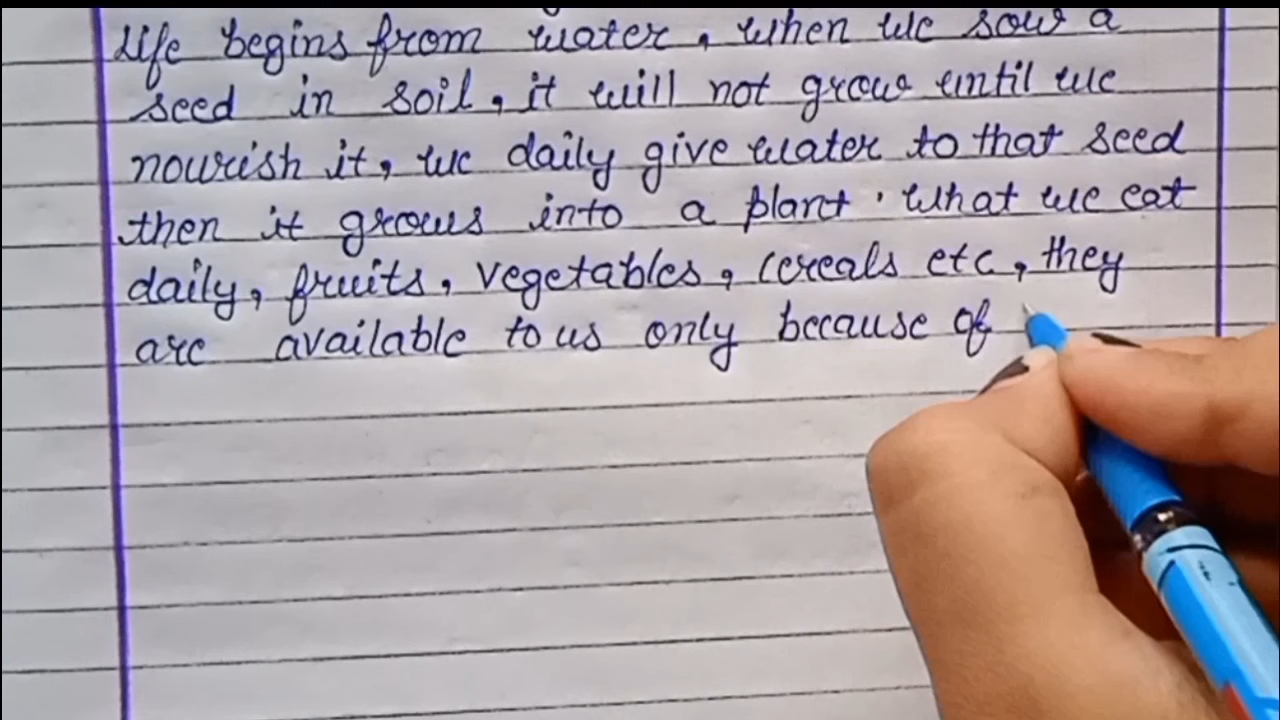 life begins from water, when we sow a
seed in soil, it will not grow until we
nourish it, we daily give water to that seed
then it grows into a plant. What we eat
daily, fruits, vegetables, cereals etc, they
are available to us only because of